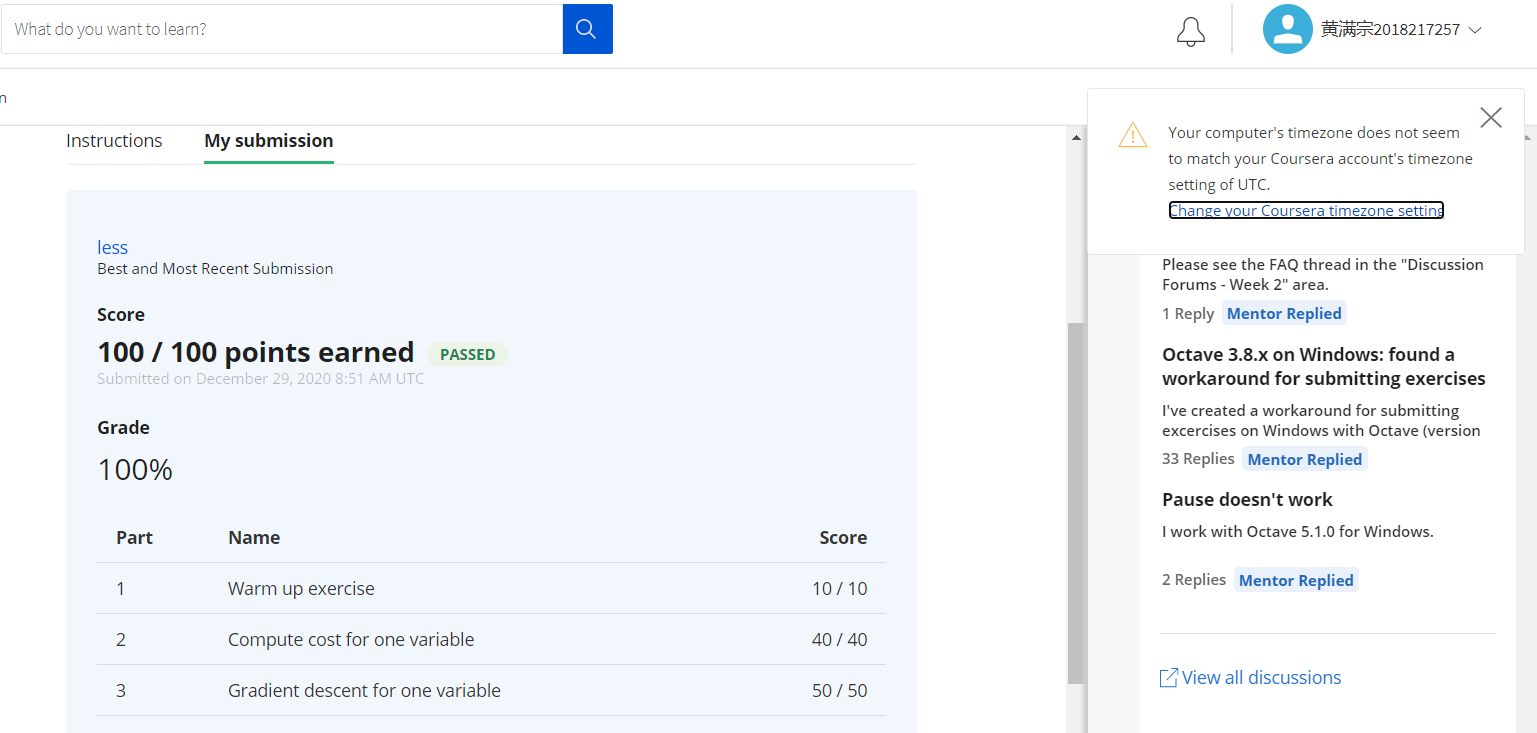 What do you want to learn?
黄满宗2018217257
n
Instructions
My submission
less
Best and Most Recent Submission
Score
100 / 100 points earned
PASSED
Submitted on December 29, 2020 8:51 AM UTC
Grade
100%
Part Name Score
1 Warm up exercise 10 / 10
2 Compute cost for one variable 40 / 40
3 Gradient descent for one variable 50 / 50
Your computer's timezone does not seem
to match your Coursera account's timezone
setting of UTC.
Change your Coursera timezone setting
Please see the FAQ thread in the "Discussion
Forums - Week 2" area.
1 Reply Mentor Replied
Octave 3.8.x on Windows: found a
workaround for submitting exercises
I've created a workaround for submitting
excercises on Windows with Octave (version
33 Replies Mentor Replied
Pause doesn't work
I work with Octave 5.1.0 for Windows.
2 Replies Mentor Replied
View all discussions